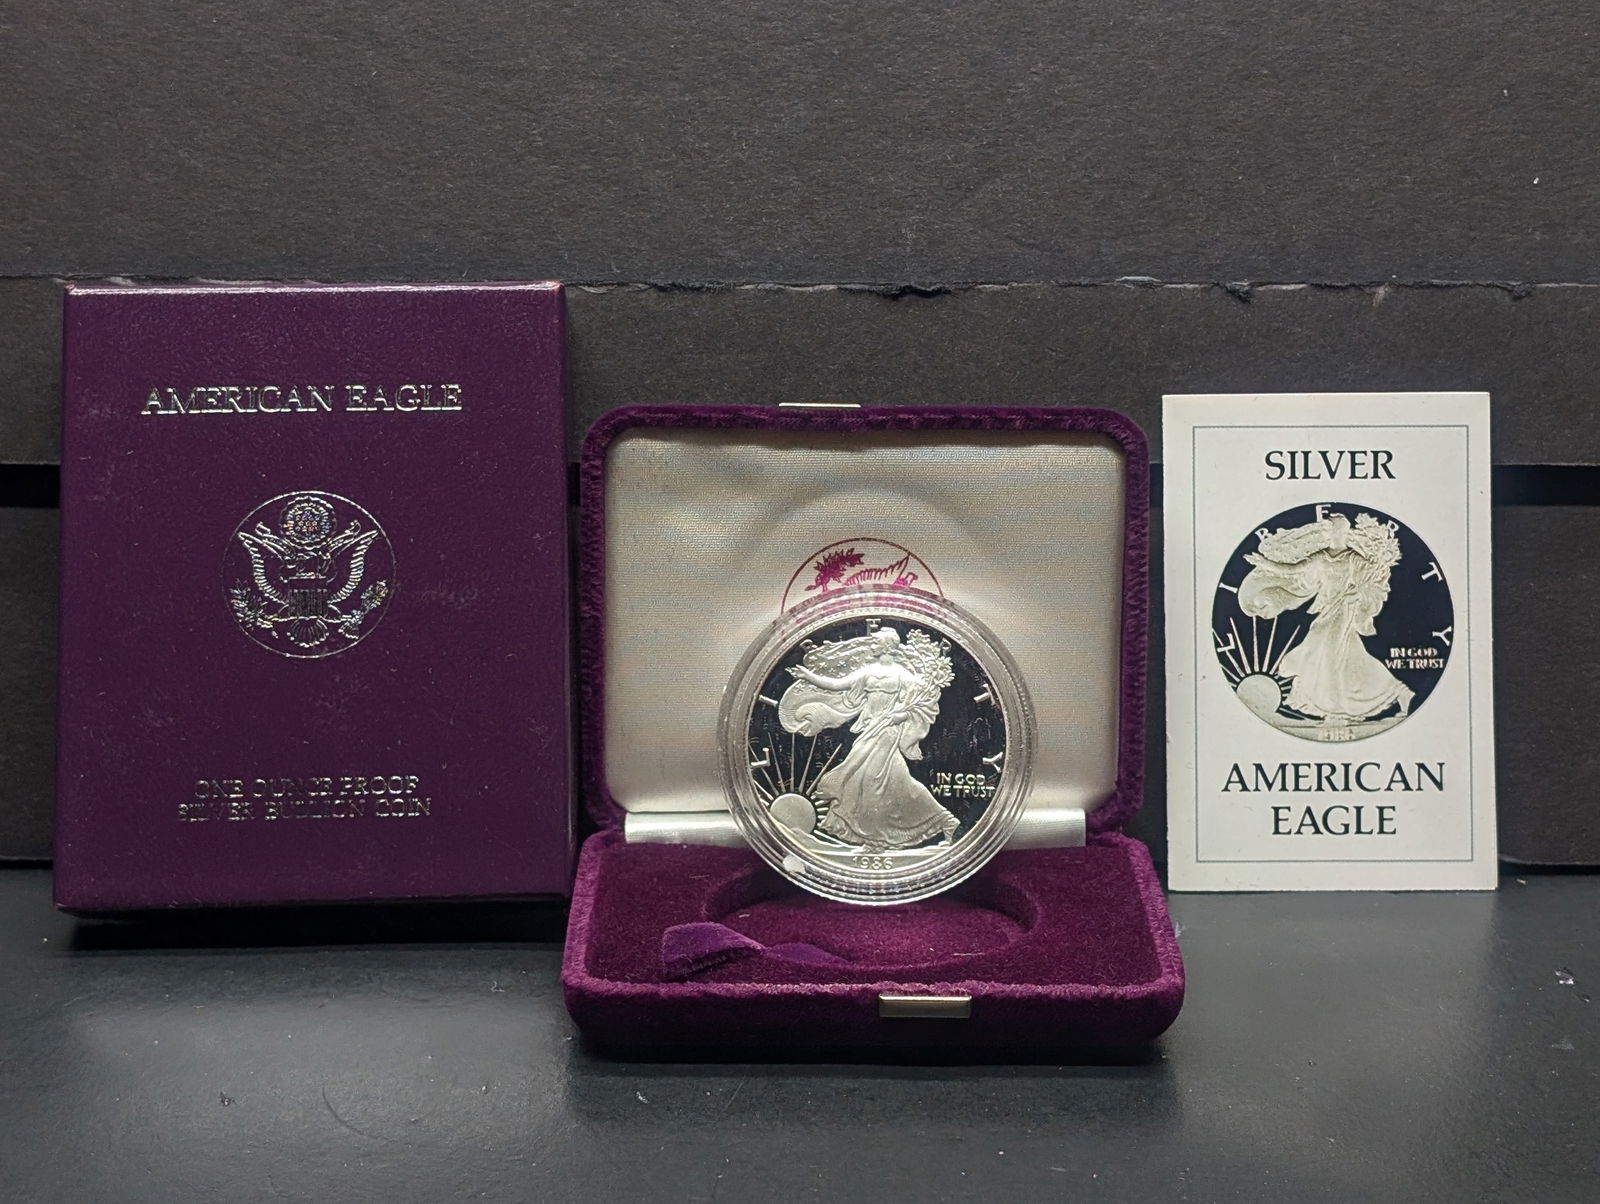 AMERICAN EAGLE
ONE OUNCE PROOF
SILVER BULLION COIN
LIBERTY
IN GOD
WE TRUST
1986
SILVER
LIBERTY
IN GOD
WE TRUST
1986
AMERICAN
EAGLE